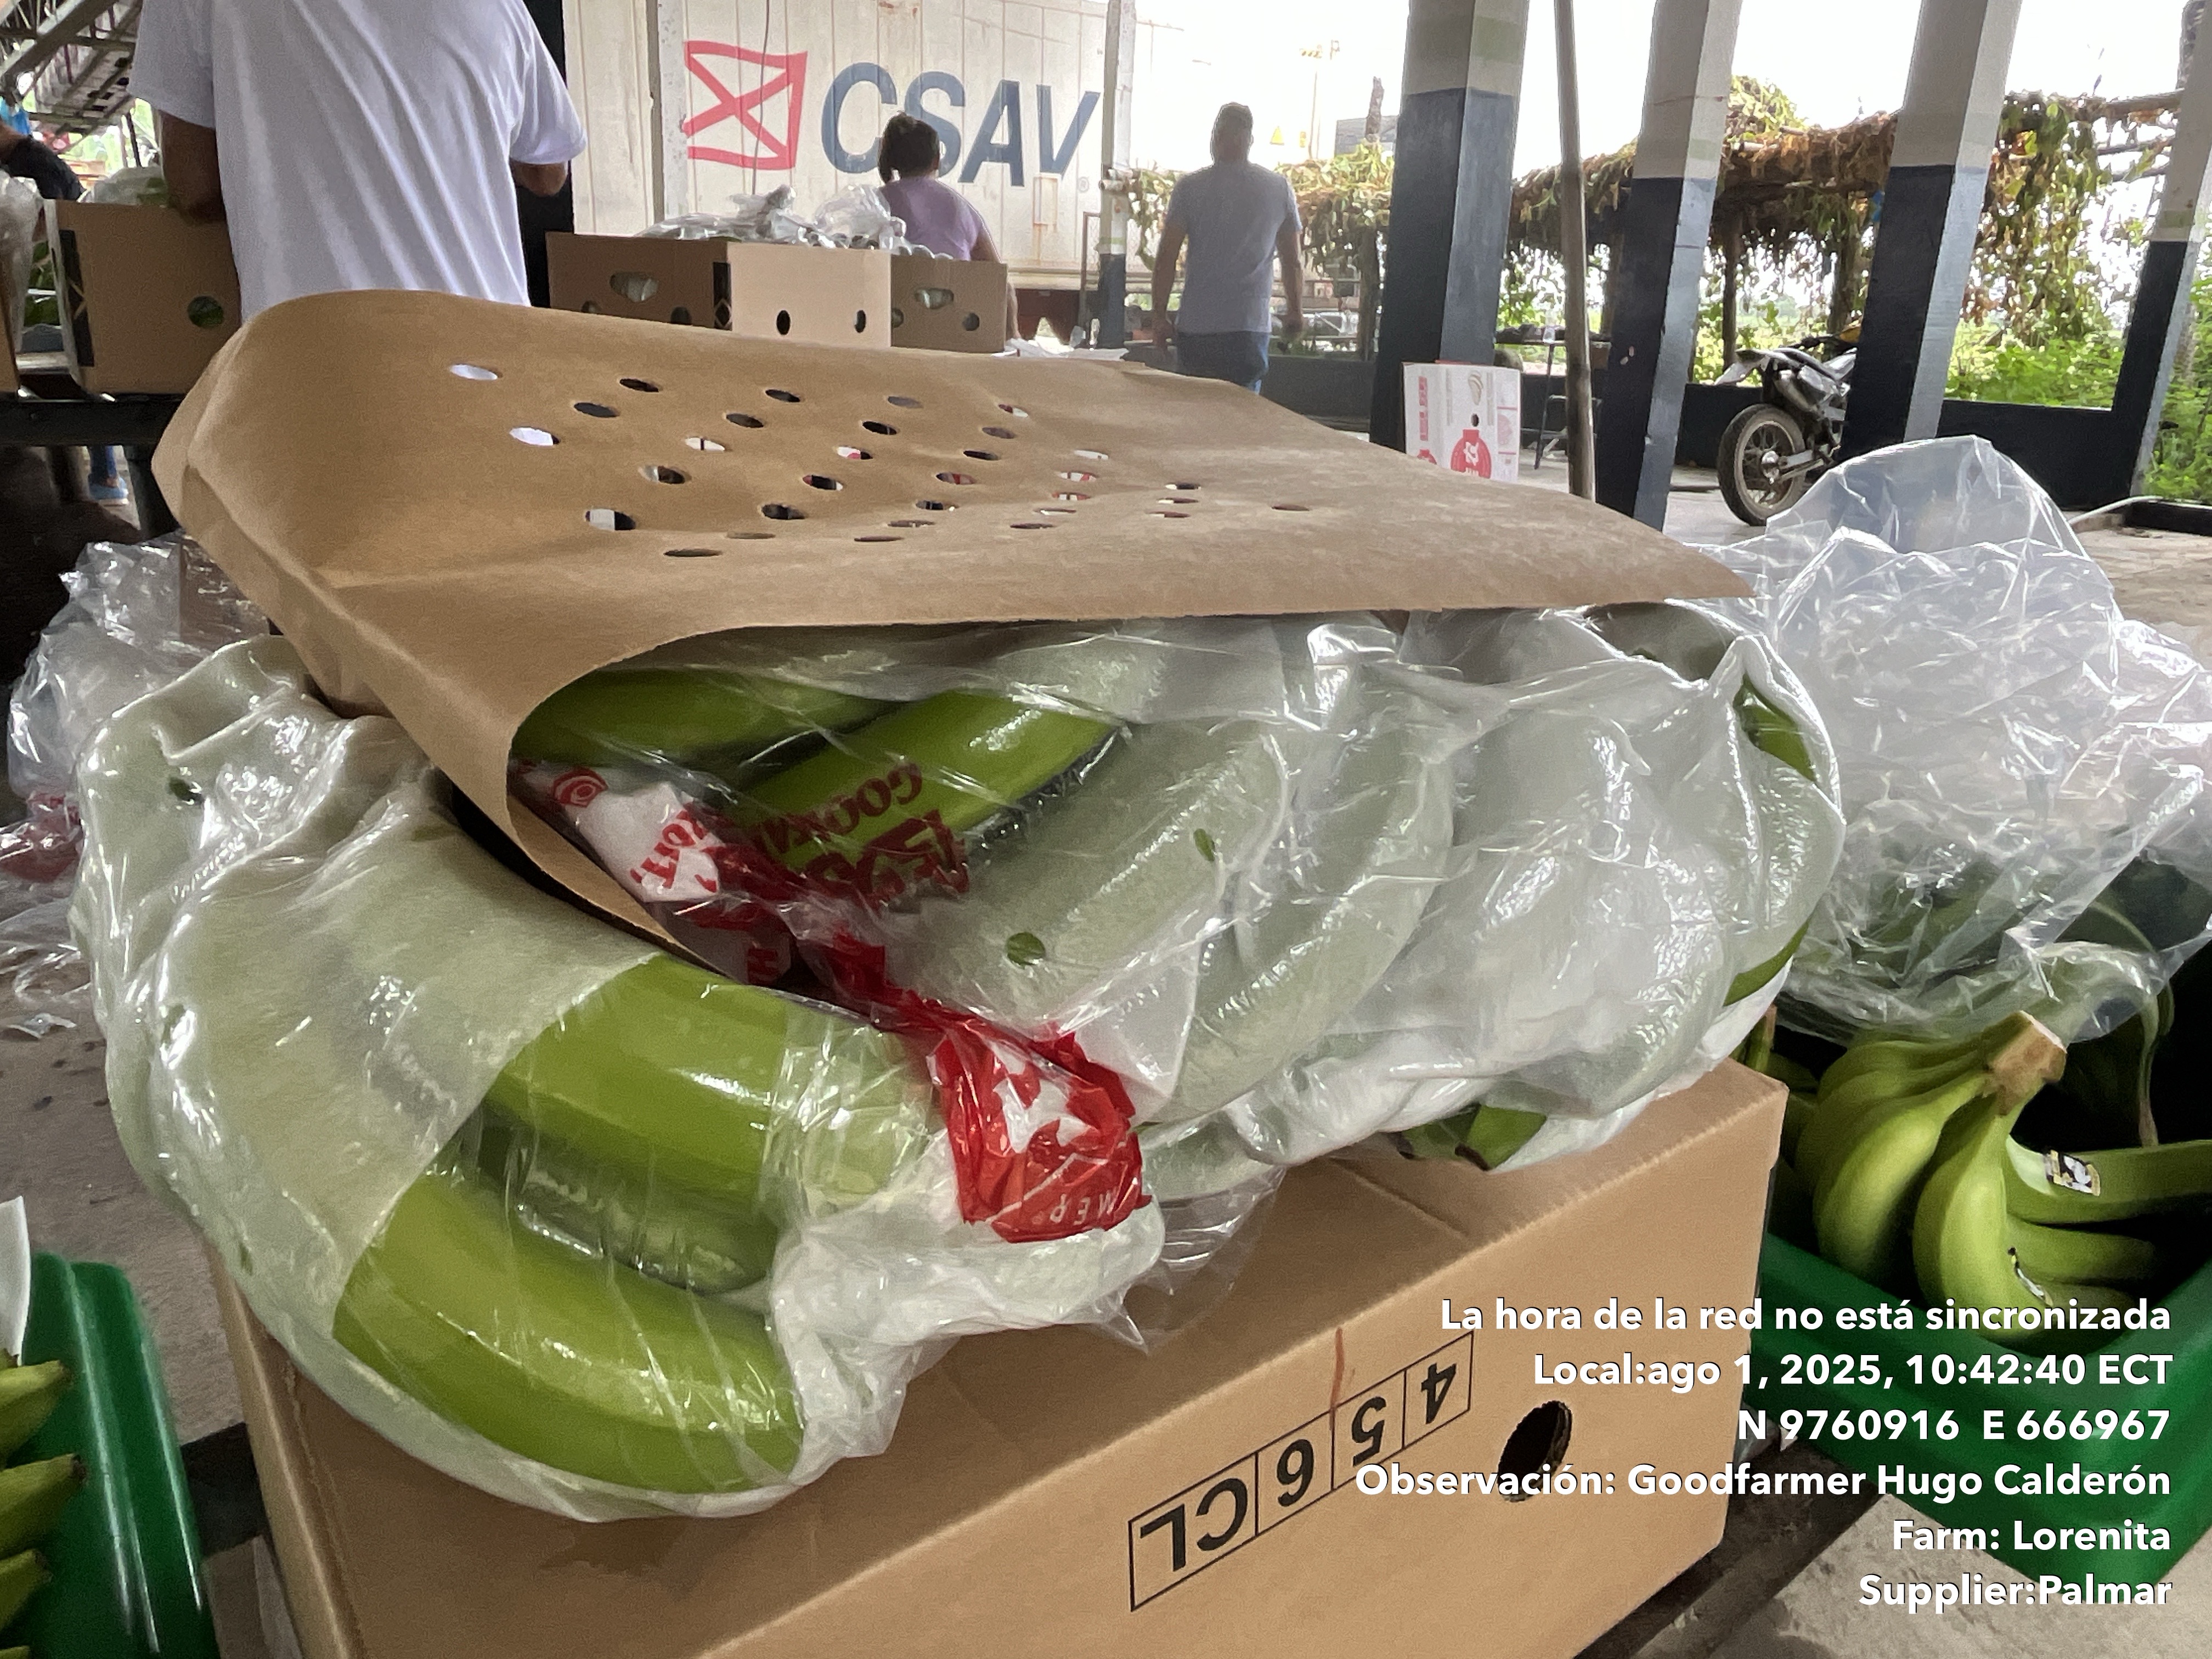 CSAV
GOODFA
4 5 6 CL
La hora de la red no está sincronizada
Local:ago 1, 2025, 10:42:40 ECT
N 9760916 E 666967
Observación: Goodfarmer Hugo Calderón
Farm: Lorenita
Supplier:Palmar